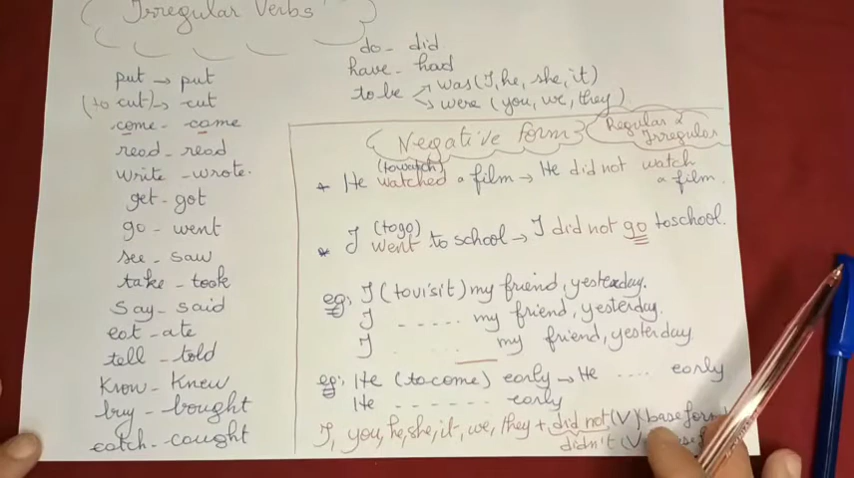 Irregular Verbs
put → put
(to cut) → cut
come - came
read - read
write - wrote.
get - got
go - went
see - saw
take - took
say - said
eat - ate
tell - told
Know - Knew
buy - bought
catch - caught
do - did
have - had
to be → was (I, he, she, it)
→ were (you, we, they)
Negative form
Regular &
Irregular
(to watch)
* He watched a film → He did not watch
a film.
(to go)
* I went to school → I did not go to school.
eg: I (to visit) my friend, yesterday.
I ..... my friend, yesterday.
I my friend, yesterday
eg: He (to come) early → He .... early
He ....... early
I, you, he, she, it, we, they + did not (V) base form
didn't (V